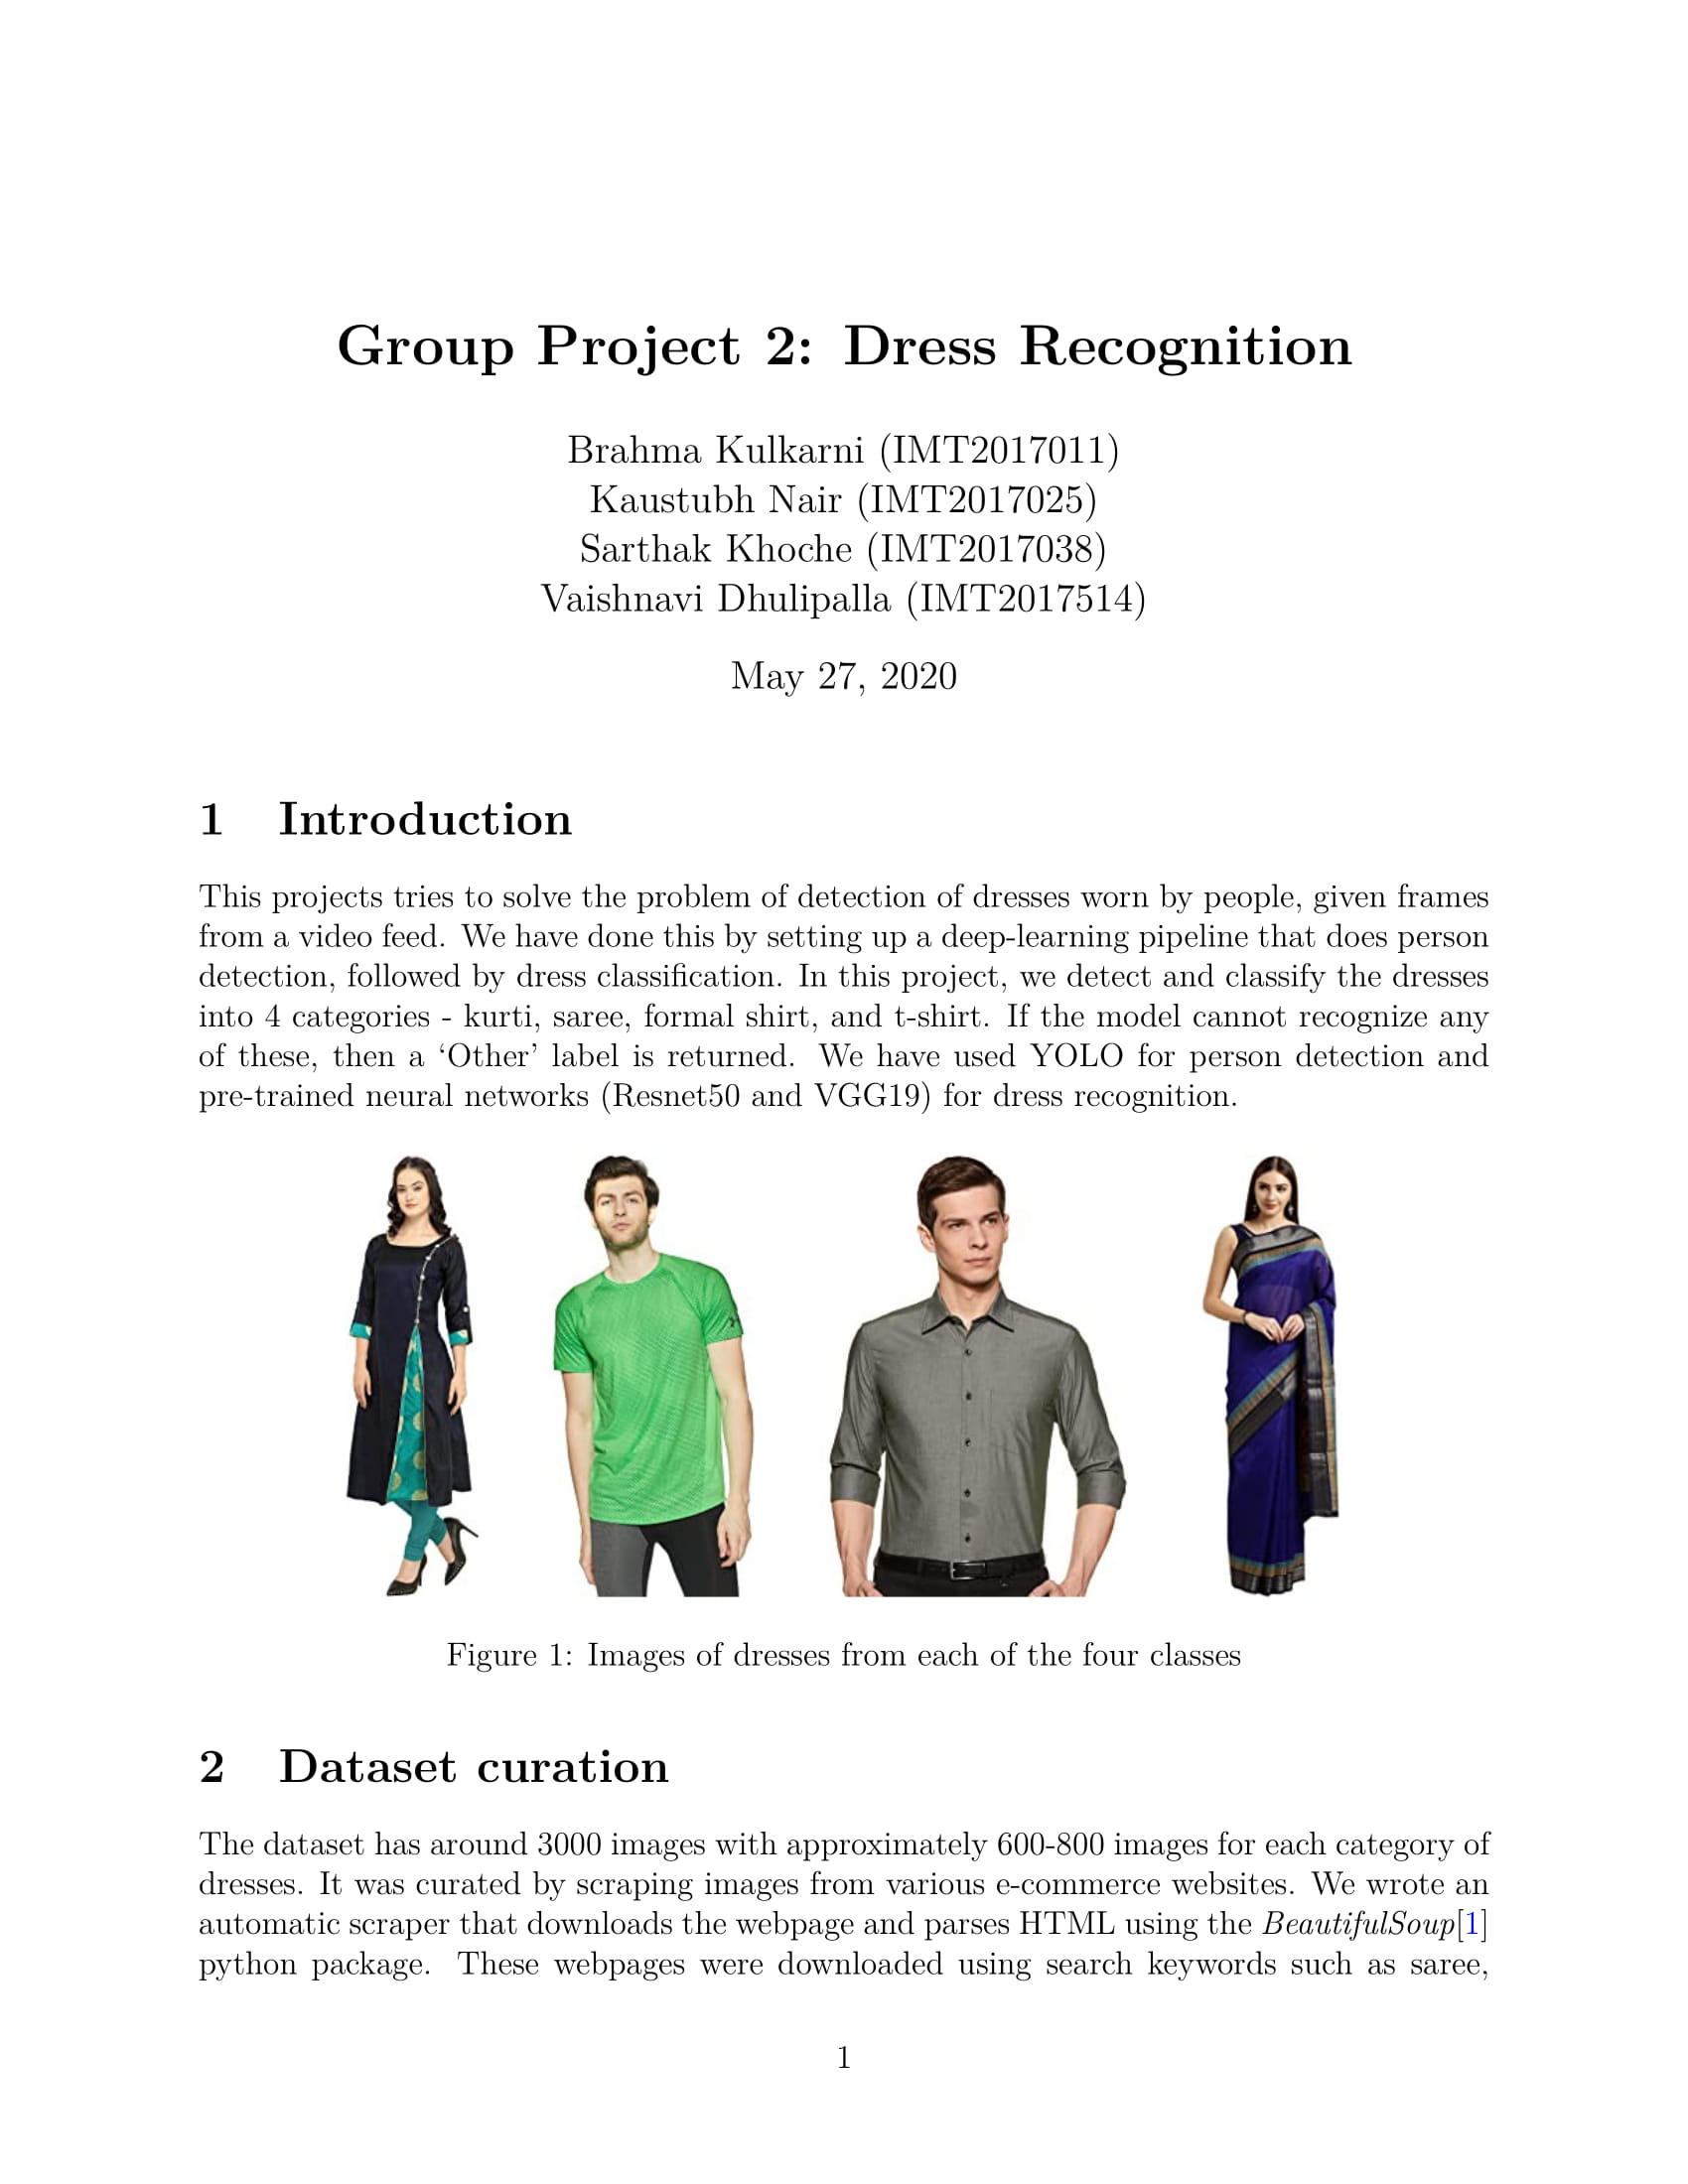 Group Project 2: Dress Recognition
Brahma Kulkarni (IMT2017011)
Kaustubh Nair (IMT2017025)
Sarthak Khoche (IMT2017038)
Vaishnavi Dhulipalla (IMT2017514)
May 27, 2020
1 Introduction
This projects tries to solve the problem of detection of dresses worn by people, given frames
from a video feed. We have done this by setting up a deep-learning pipeline that does person
detection, followed by dress classification. In this project, we detect and classify the dresses
into 4 categories - kurti, saree, formal shirt, and t-shirt. If the model cannot recognize any
of these, then a ‘Other’ label is returned. We have used YOLO for person detection and
pre-trained neural networks (Resnet50 and VGG19) for dress recognition.
Figure 1: Images of dresses from each of the four classes
2 Dataset curation
The dataset has around 3000 images with approximately 600-800 images for each category of
dresses. It was curated by scraping images from various e-commerce websites. We wrote an
automatic scraper that downloads the webpage and parses HTML using the BeautifulSoup[1]
python package. These webpages were downloaded using search keywords such as saree,
1